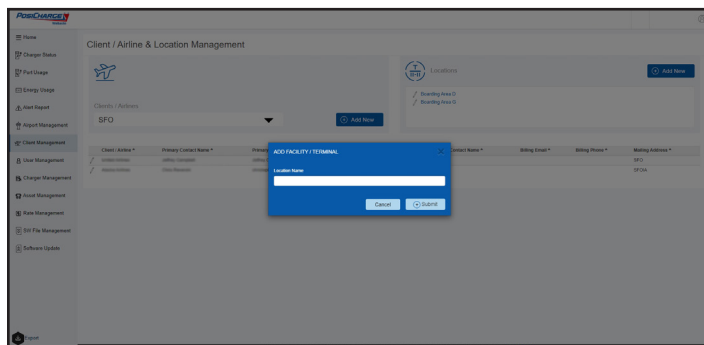 POSICHARGE
Home
Client / Airline & Location Management
Charger Status
Port Usage
Energy Usage
Alert Report
Airport Management
Client Management
User Management
Charger Management
Asset Management
Rate Management
SW File Management
Software Update
Export
Clients / Airlines
SFO
Add New
Locations
Add New
Boarding Area D
Boarding Area G
Client / Airline * Primary Contact Name * Primary Contact Name * Billing Email * Billing Phone * Mailing Address *
SFO
SFOIA
ADD FACILITY / TERMINAL
Location Name
Cancel Submit